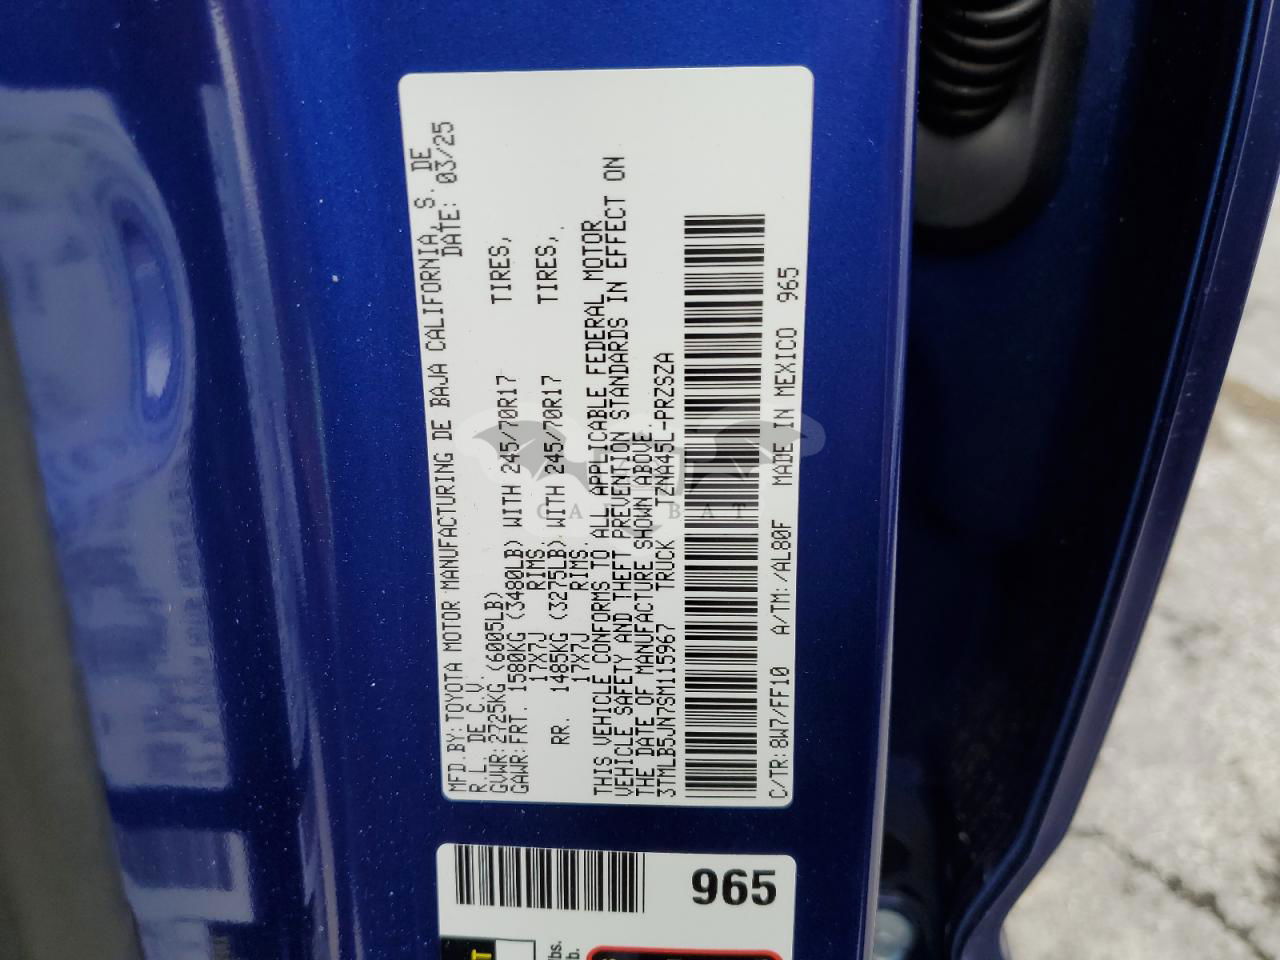 MFD.BY:TOYOTA MOTOR MANUFACTURING DE BAJA CALIFORNIA, S. DE
R.L. DE C.V. DATE: 03/25
GVWR:2725KG (6005LB)
GAWR:FRT. 1580KG (3480LB) WITH 245/70R17 TIRES,
17X7J RIMS
RR. 1485KG (3275LB) WITH 245/70R17 TIRES,
17X7J RIMS
THIS VEHICLE CONFORMS TO ALL APPLICABLE FEDERAL MOTOR
VEHICLE SAFETY AND THEFT PREVENTION STANDARDS IN EFFECT ON
THE DATE OF MANUFACTURE SHOWN ABOVE.
3TMLB5JN7SM115967 TRUCK TZNA45L-PRZSZA
C/TR:8W7/FF10 A/TM:/AL80F MADE IN MEXICO 965
965
CARSBAT